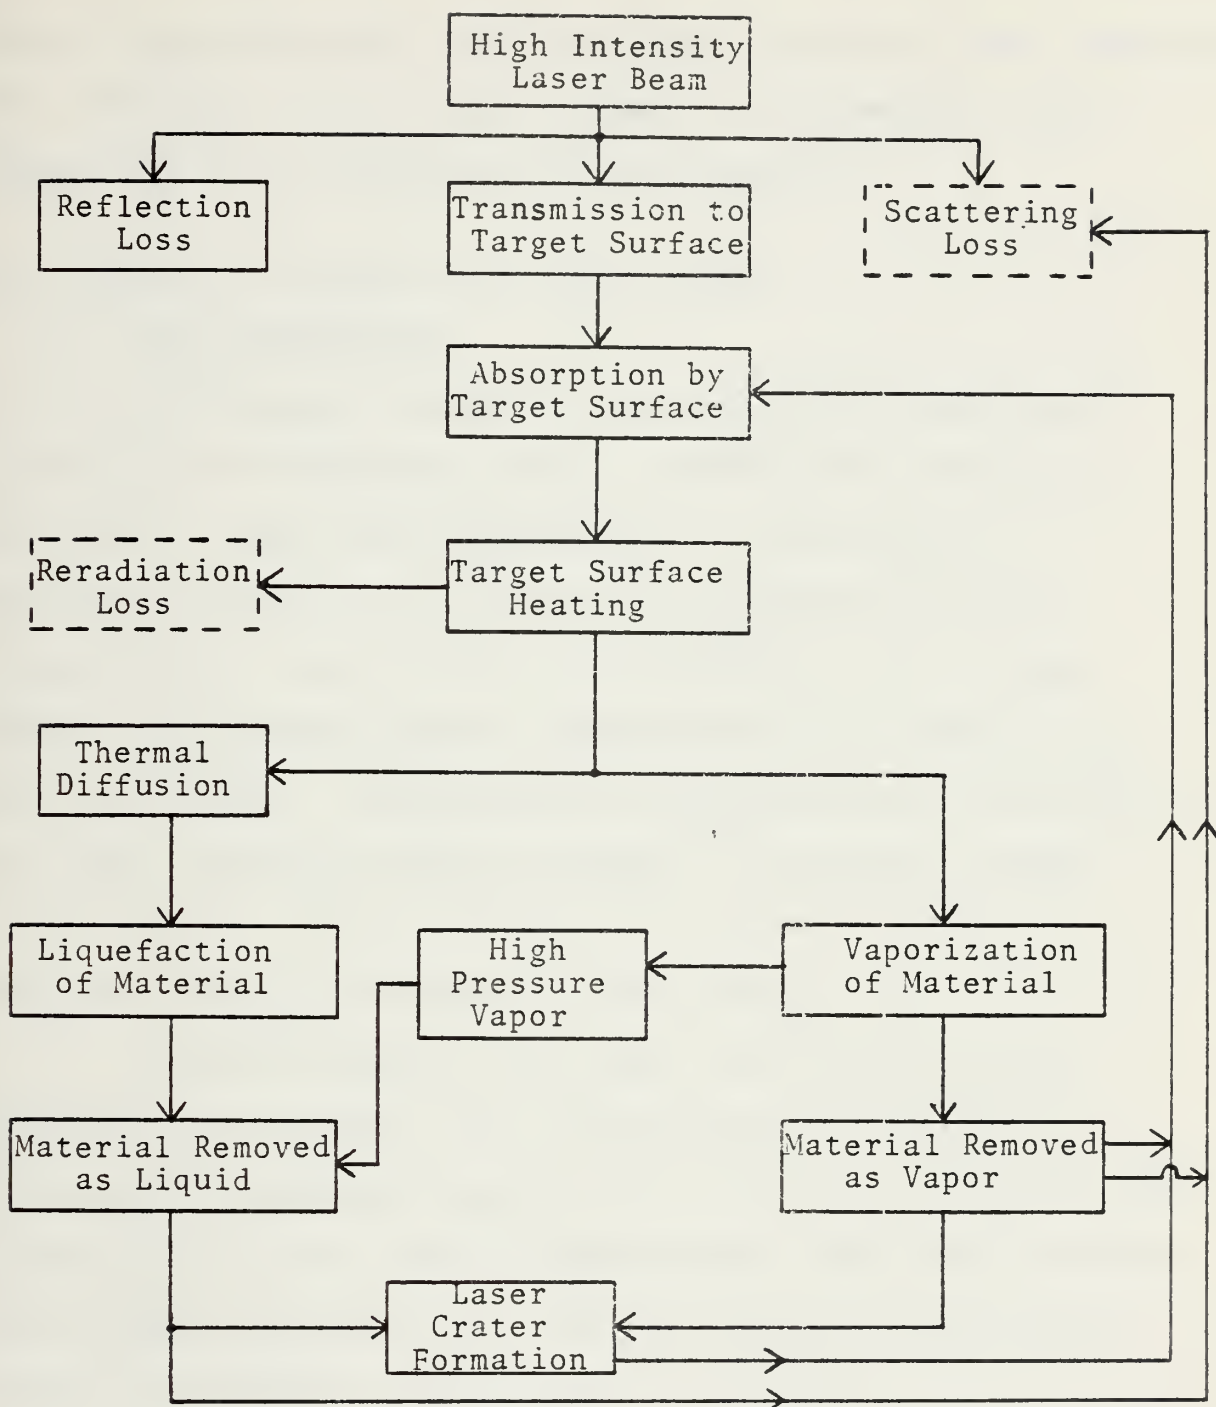 High Intensity
Laser Beam
Reflection
Loss
Transmission to
Target Surface
Scattering
Loss
Absorption by
Target Surface
Reradiation
Loss
Target Surface
Heating
Thermal
Diffusion
Liquefaction
of Material
High
Pressure
Vapor
Vaporization
of Material
Material Removed
as Liquid
Material Removed
as Vapor
Laser
Crater
Formation